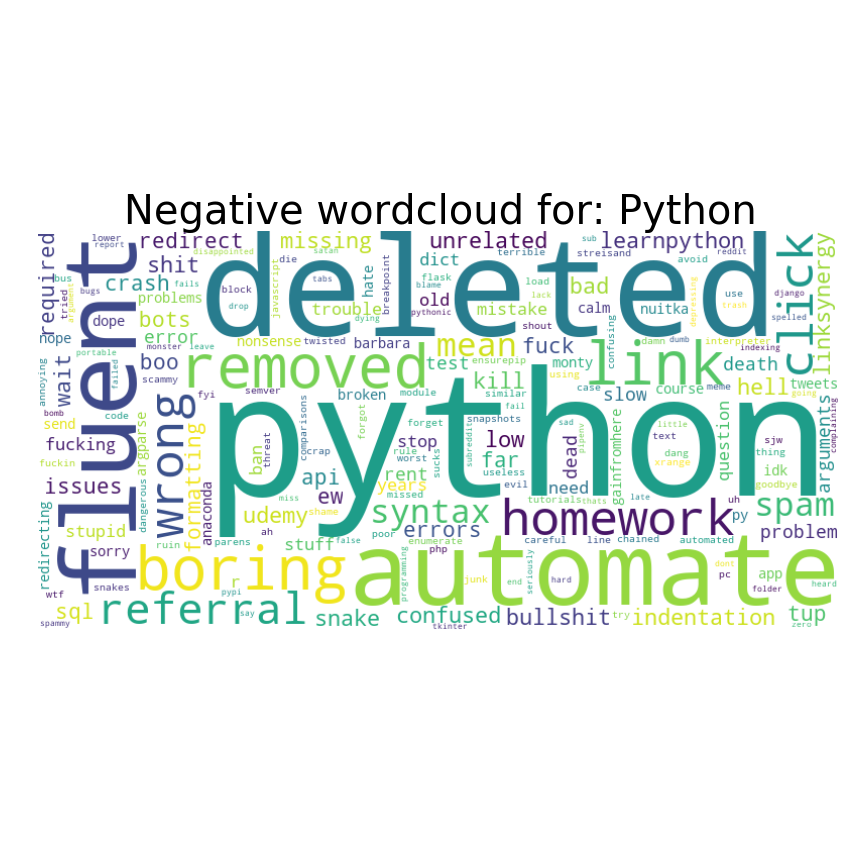 Negative wordcloud for: Python
required
lower
report
redirect
disappointed
missing
satan
unrelated
terrible
sub
streisand
learnpython
avoid
reddit
click
linksynergy
bus
tried
argument
bugs
crash
shit
fails
fluent
deleted
block
drop
javascript
die
tabs
hate
breakpoint
dict
flask
blame
load
lack
bad
calm
nuitka
depressing
use
trash
django
spelled
dope
problems
bots
trouble
dying
pythonic
old
mistake
shout
confusing
nope
wait
monster
leave
error
nonsense
twisted
barbara
mean
fuck
damn
dumb
interpreter
indexing
annoying
portable
failed
boo
removed
test
ensurepip
monty
link
death
scammy
fyi
semver
broken
module
kill
similar
using
case
slow
course
meme
hell
going
tweets
bomb
code
send
wrong
comparisons
forgot
forget
snapshots
fail
sad
little
text
question
sjw
complaining
fucking
argparse
formatting
ban
threat
crap
stop
rule
subreddit
sucks
low
dead
pipenv
gainfromhere
dang
xrange
thing
arguments
fuckin
dangerous
anaconda
api
rent
worst
far
useless
idk
issues
miss
ew
years
missed
evil
need
goodbye
python
udemy
shame
syntax
tutorials
thats
late
uh
py
spam
stupid
ah
poor
errors
homework
problem
redirecting
sorry
ruin
parens
stuff
false
enumerate
careful
line
chained
automated
snakes
boring
programming
php
automate
seriously
dont
wtf
r
pypi
junk
end
hard
pc
app
folder
heard
spammy
sql
referral
say
snake
confused
tkinter
bullshit
try
indentation
tup
zero